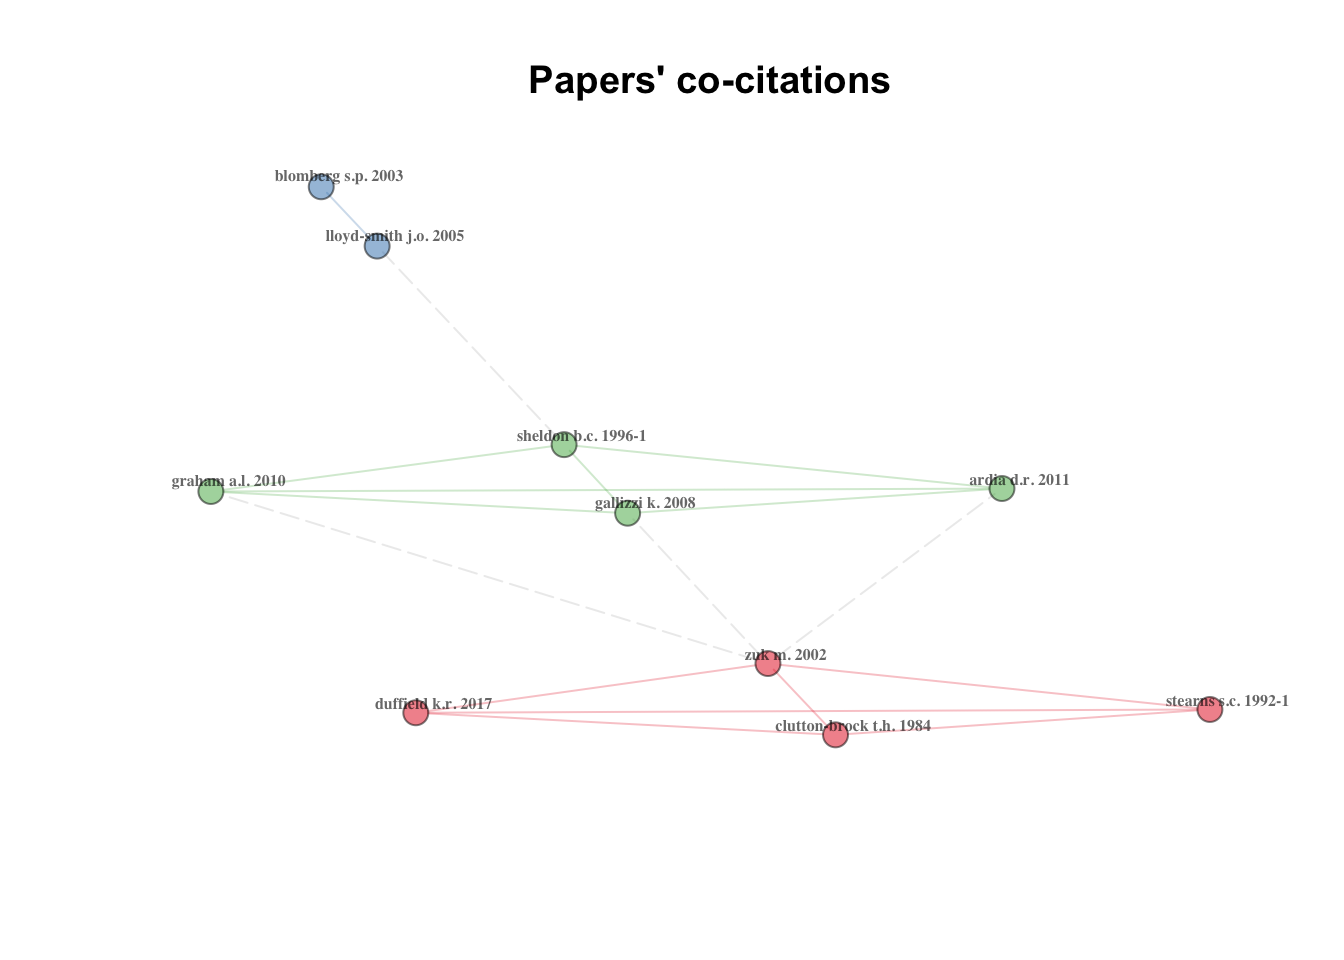 Papers' co-citations
blomberg s.p. 2003
lloyd-smith j.o. 2005
sheldon b.c. 1996-1
graham a.l. 2010
ardia d.r. 2011
gallizzi k. 2008
zuk m. 2002
duffield k.r. 2017
stearns s.c. 1992-1
clutton-brock t.h. 1984